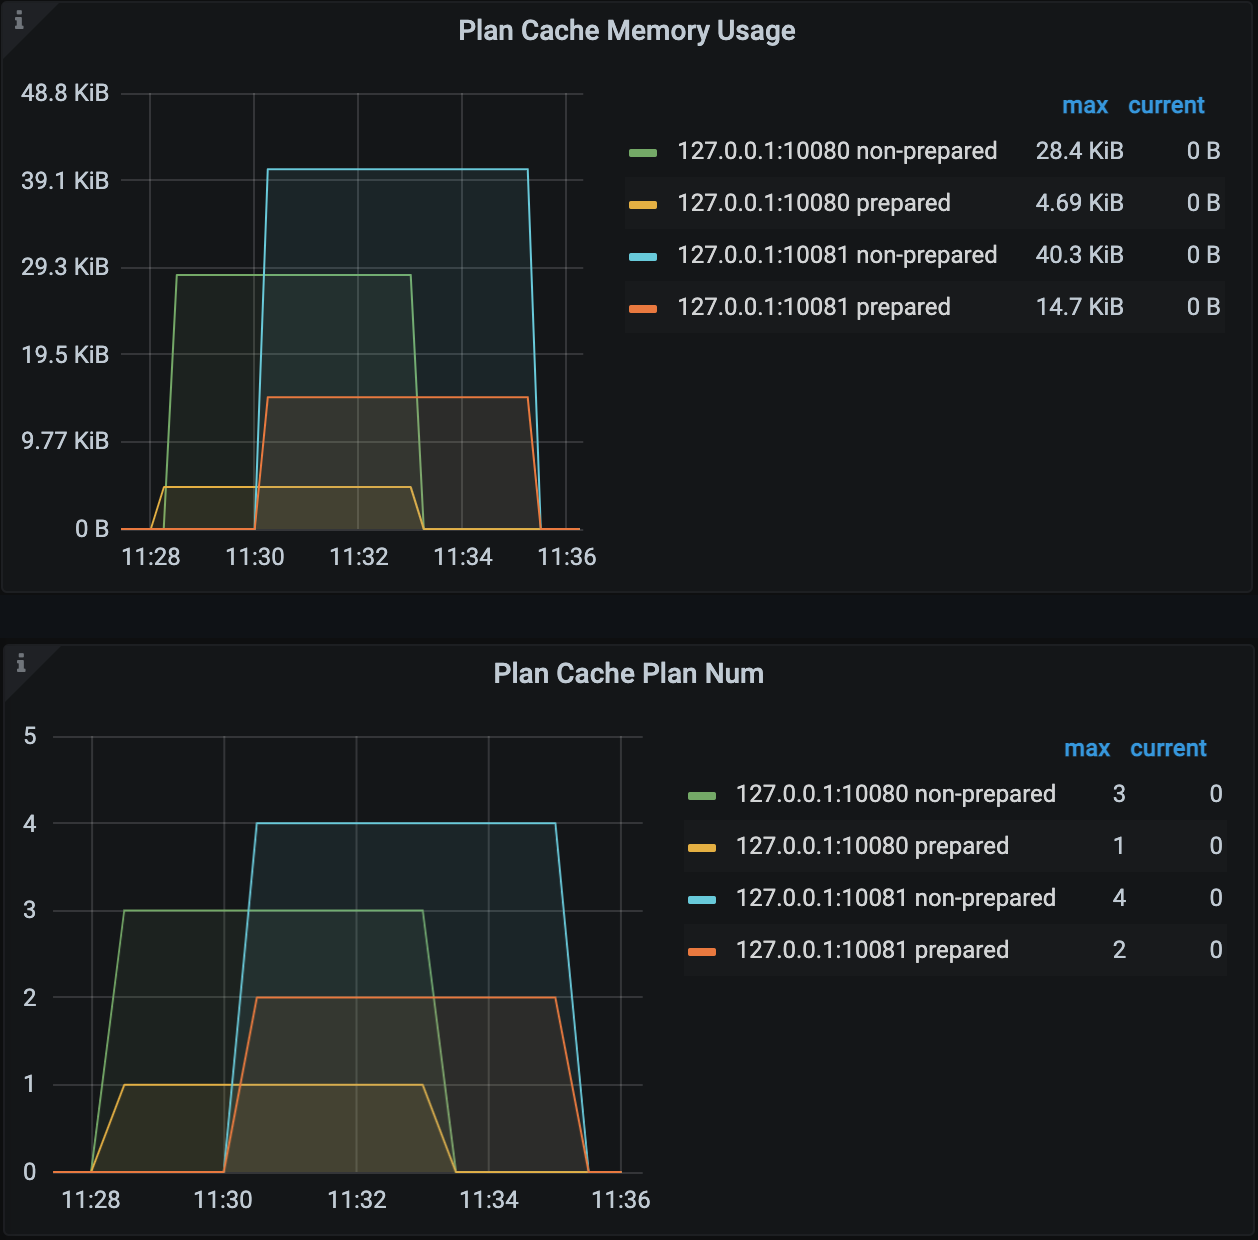 Plan Cache Memory Usage
48.8 KiB
39.1 KiB
29.3 KiB
19.5 KiB
9.77 KiB
0 B
11:28 11:30 11:32 11:34 11:36
max current
127.0.0.1:10080 non-prepared 28.4 KiB 0 B
127.0.0.1:10080 prepared 4.69 KiB 0 B
127.0.0.1:10081 non-prepared 40.3 KiB 0 B
127.0.0.1:10081 prepared 14.7 KiB 0 B
Plan Cache Plan Num
5
4
3
2
1
0
11:28 11:30 11:32 11:34 11:36
max current
127.0.0.1:10080 non-prepared 3 0
127.0.0.1:10080 prepared 1 0
127.0.0.1:10081 non-prepared 4 0
127.0.0.1:10081 prepared 2 0